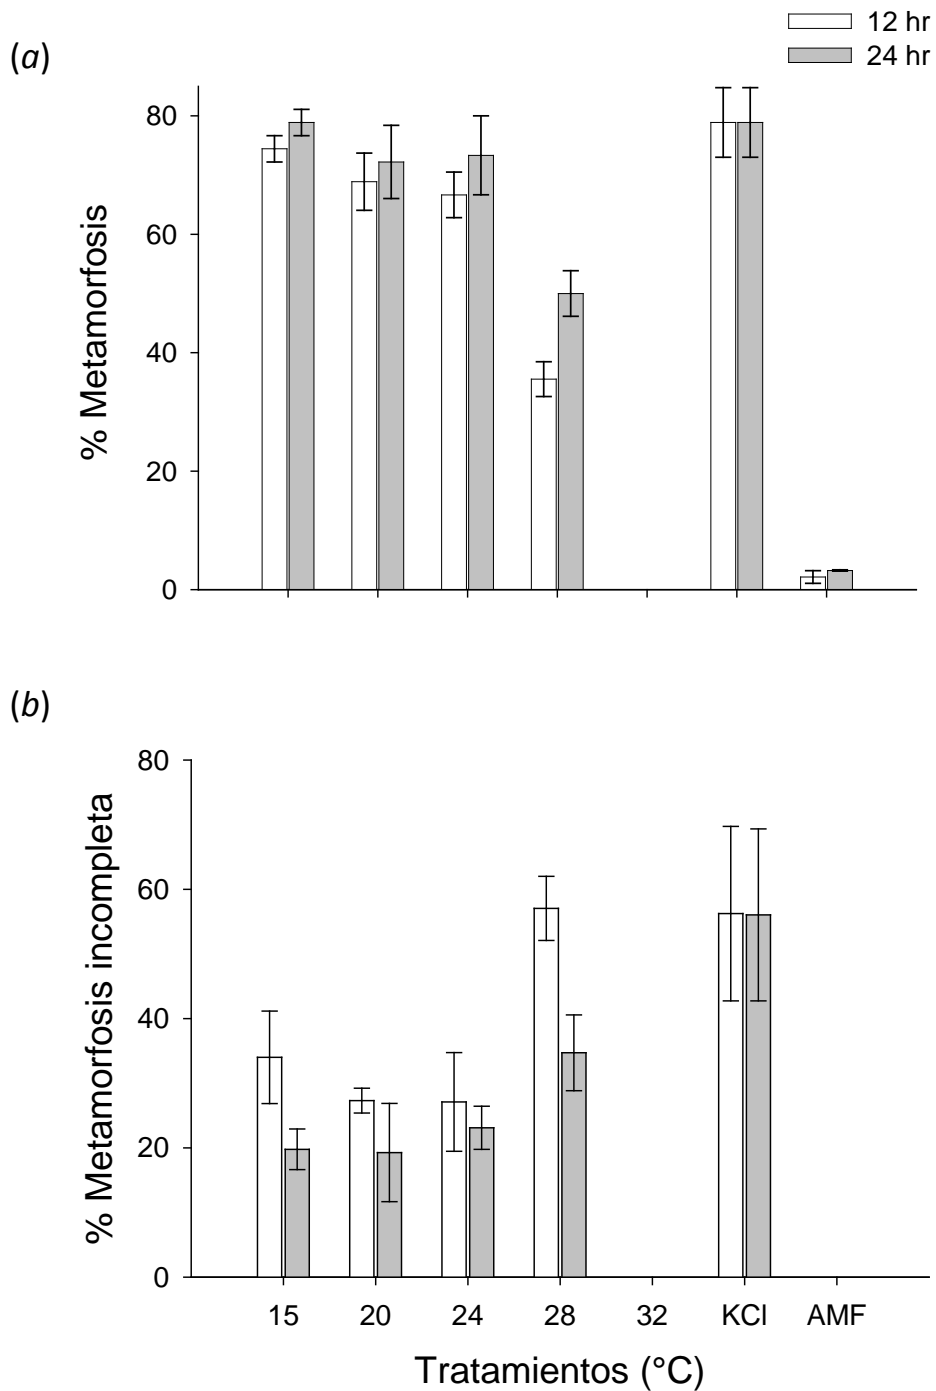 12 hr
24 hr
(a)
80
60
40
20
0
% Metamorfosis
(b)
80
60
40
20
0
% Metamorfosis incompleta
15 20 24 28 32 KCl AMF
Tratamientos (°C)